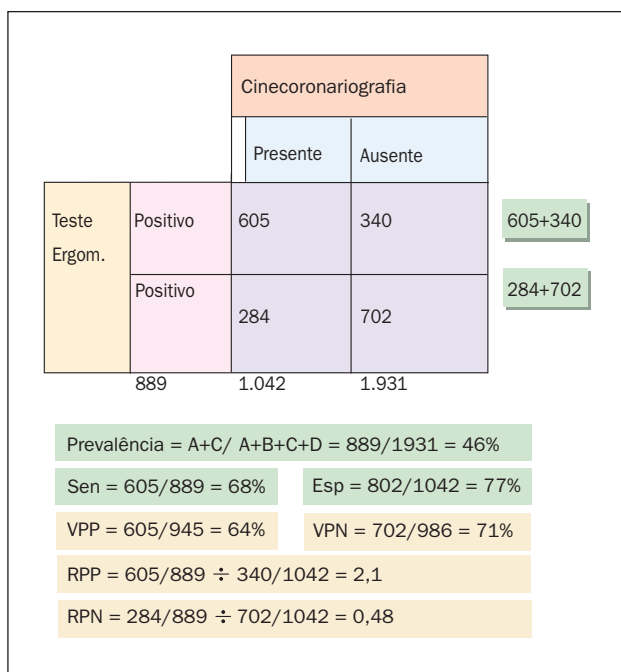 Cinecoronariografia
Presente Ausente
Teste Ergom. Positivo 605 340 605+340
Positivo 284 702 284+702
889 1.042 1.931
Prevalência = A+C/ A+B+C+D = 889/1931 = 46%
Sen = 605/889 = 68% Esp = 802/1042 = 77%
VPP = 605/945 = 64% VPN = 702/986 = 71%
RPP = 605/889 ÷ 340/1042 = 2,1
RPN = 284/889 ÷ 702/1042 = 0,48